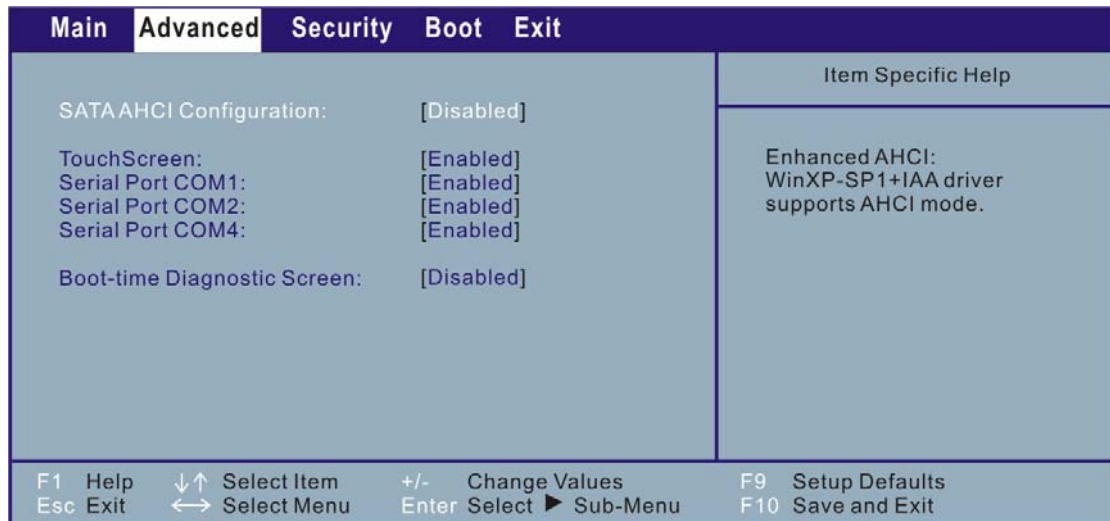 Main Advanced Security Boot Exit
Item Specific Help
SATA AHCI Configuration: [Disabled]
TouchScreen: [Enabled]
Serial Port COM1: [Enabled]
Serial Port COM2: [Enabled]
Serial Port COM4: [Enabled]
Boot-time Diagnostic Screen: [Disabled]
Enhanced AHCI:
WinXP-SP1+IAA driver
supports AHCI mode.
F1 Help ↓↑ Select Item +/- Change Values F9 Setup Defaults
Esc Exit ↔ Select Menu Enter Select ▶ Sub-Menu F10 Save and Exit